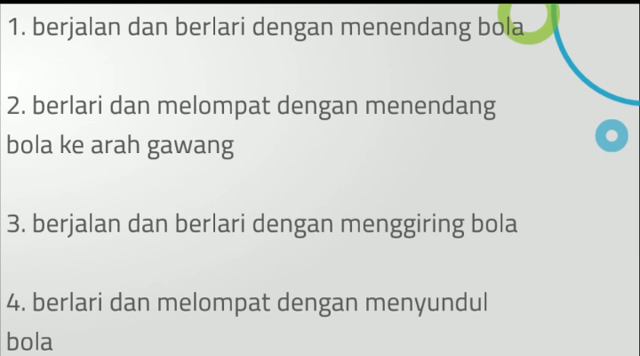 1. berjalan dan berlari dengan menendang bola
2. berlari dan melompat dengan menendang
bola ke arah gawang
3. berjalan dan berlari dengan menggiring bola
4. berlari dan melompat dengan menyundul
bola